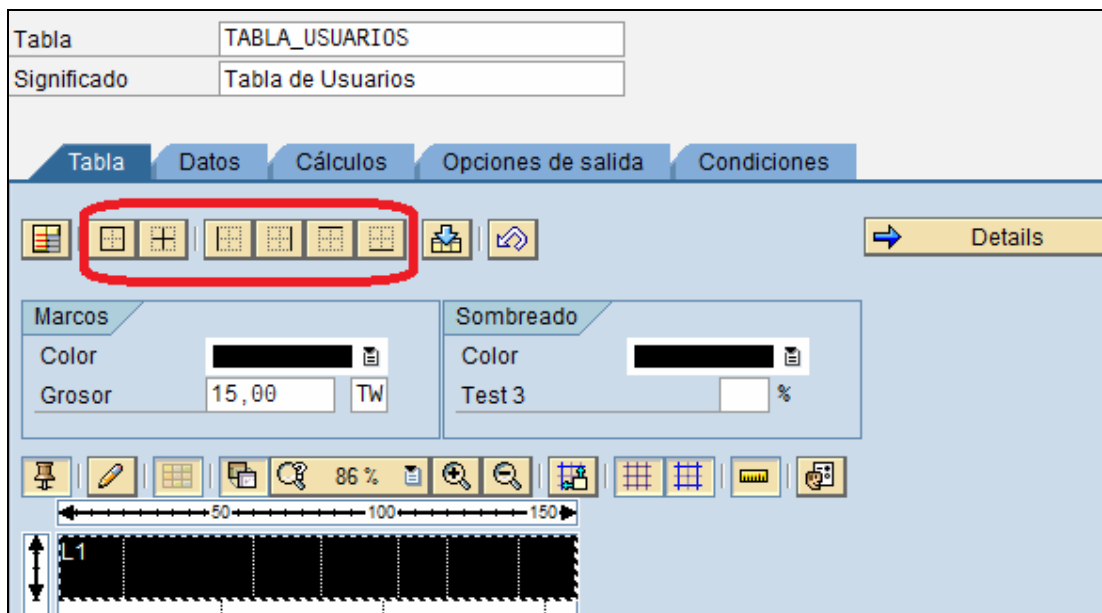 Tabla TABLA_USUARIOS
Significado Tabla de Usuarios
Tabla Datos Cálculos Opciones de salida Condiciones
Details
Marcos Sombreado
Color Color
Grosor 15,00 TW Test 3 %
86 %
50 100 150
L1